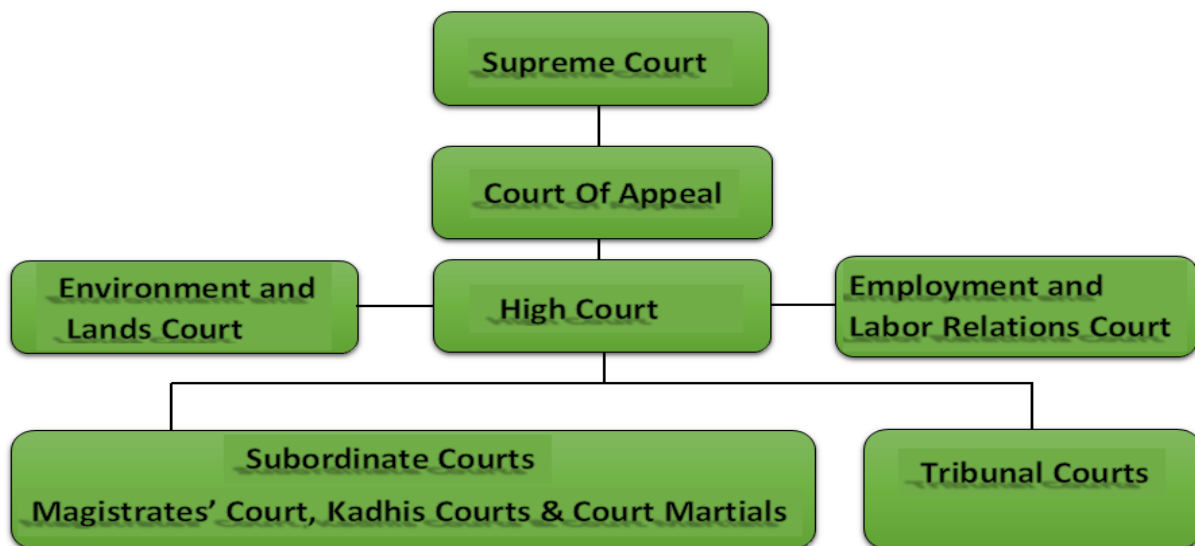 Supreme Court
Court Of Appeal
Environment and
Lands Court
High Court
Employment and
Labor Relations Court
Subordinate Courts
Magistrates’ Court, Kadhis Courts & Court Martials
Tribunal Courts